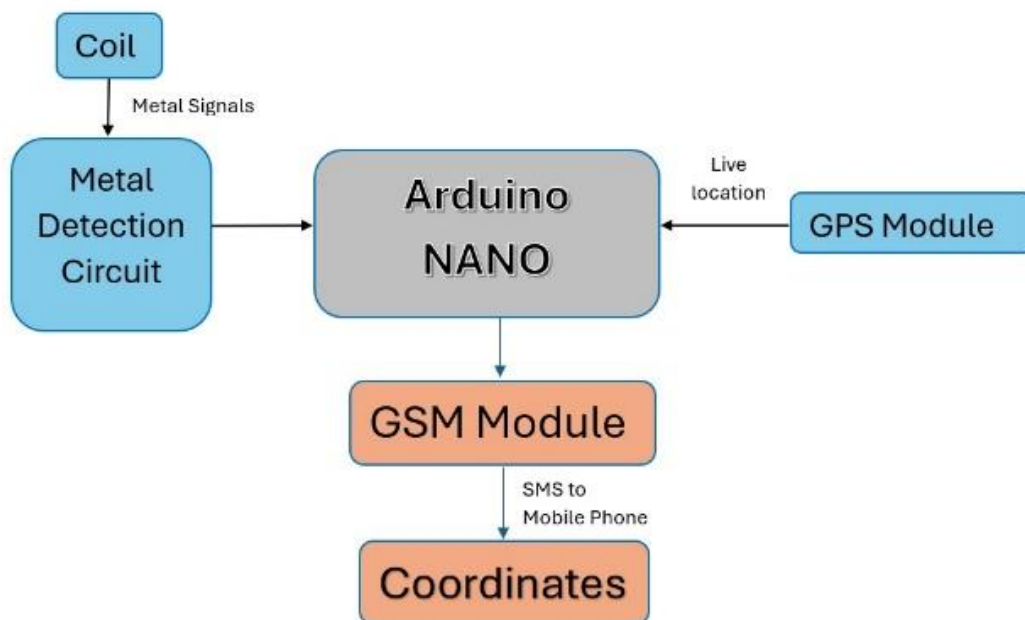 Coil
Metal Signals
Metal
Detection
Circuit
Arduino
NANO
Live
location
GPS Module
GSM Module
SMS to
Mobile Phone
Coordinates